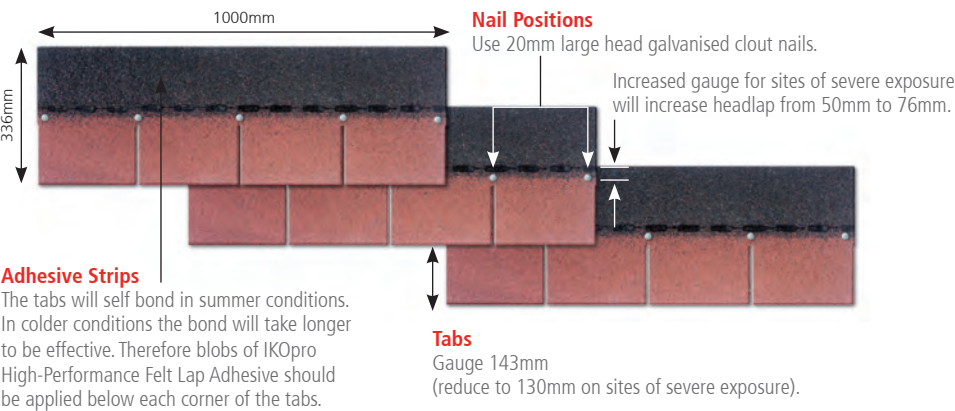 1000mm
336mm
Nail Positions
Use 20mm large head galvanised clout nails.
Increased gauge for sites of severe exposure
will increase headlap from 50mm to 76mm.
Adhesive Strips
The tabs will self bond in summer conditions.
In colder conditions the bond will take longer
to be effective. Therefore blobs of IKOpro
High-Performance Felt Lap Adhesive should
be applied below each corner of the tabs.
Tabs
Gauge 143mm
(reduce to 130mm on sites of severe exposure).